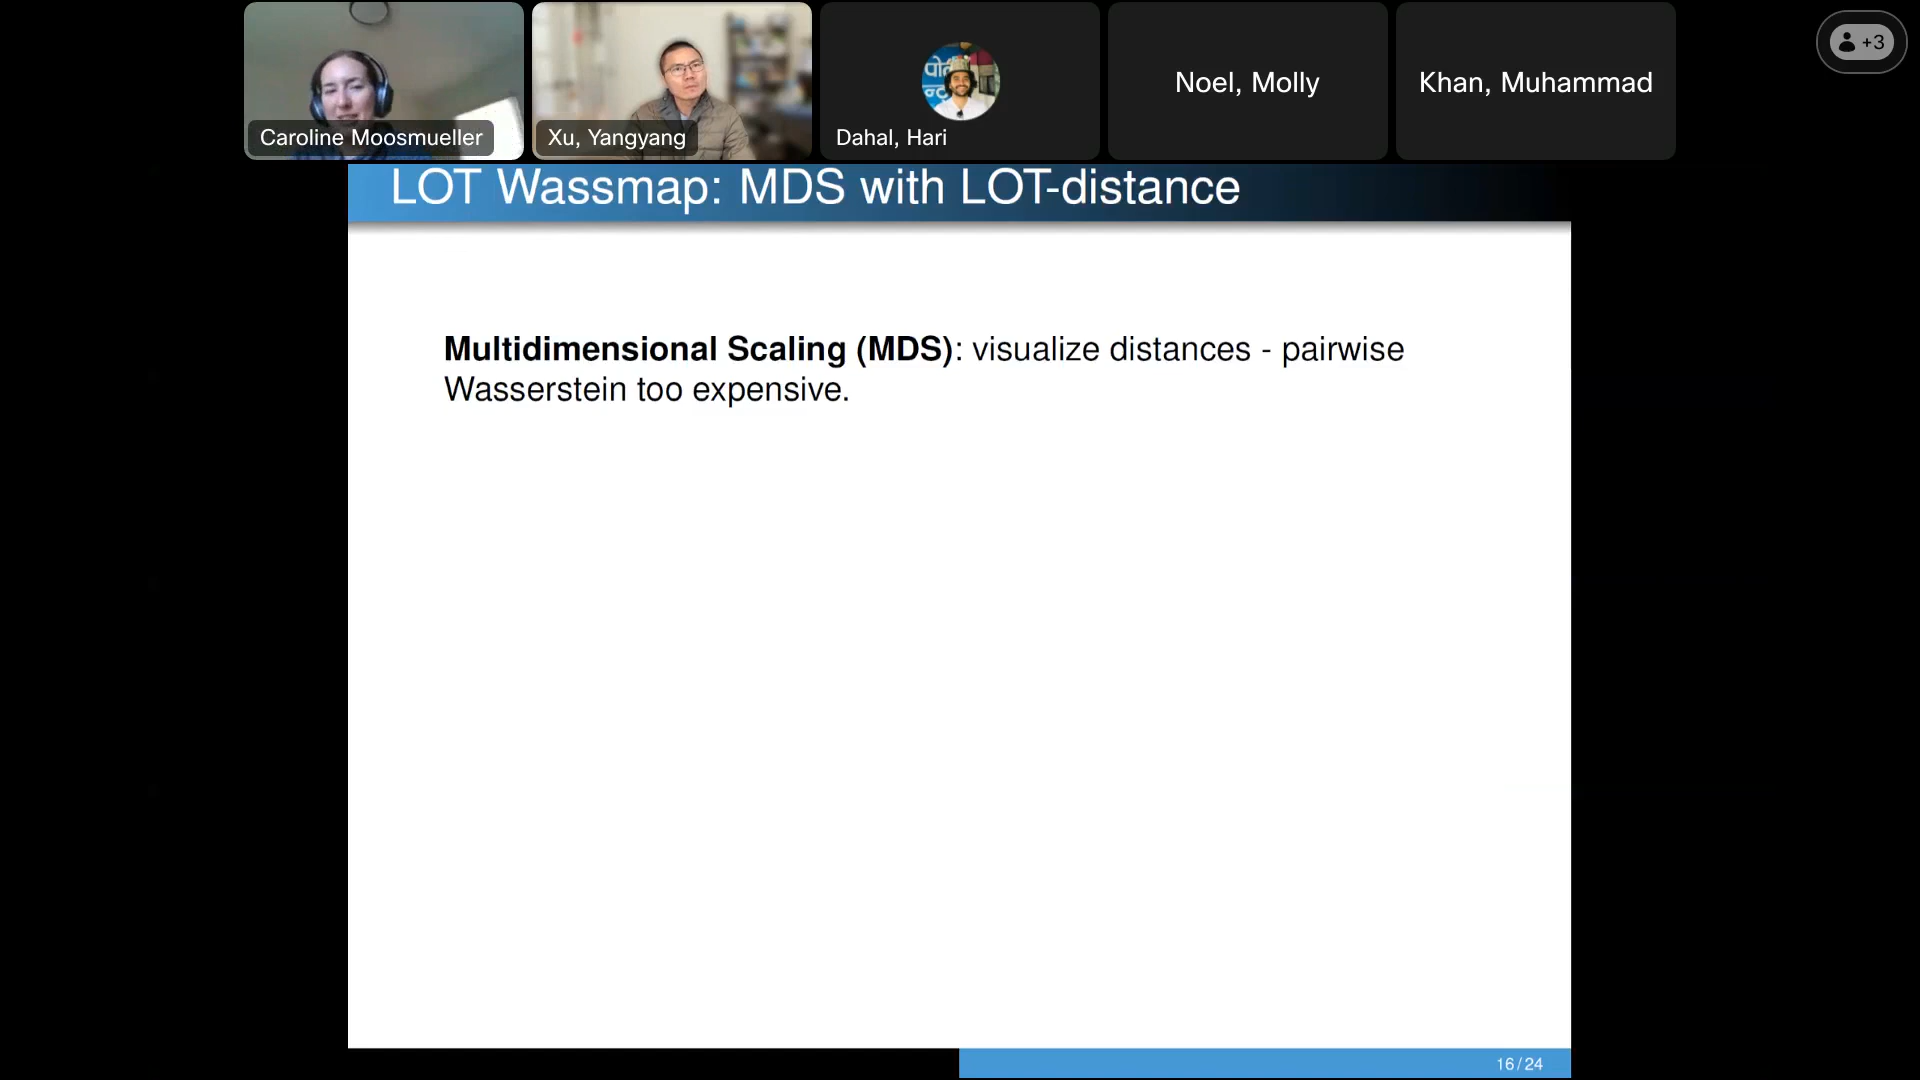 Caroline Moosmueller
Xu, Yangyang
Dahal, Hari
Noel, Molly
Khan, Muhammad
+3
LOT Wassmap: MDS with LOT-distance
Multidimensional Scaling (MDS): visualize distances - pairwise
Wasserstein too expensive.
16/24